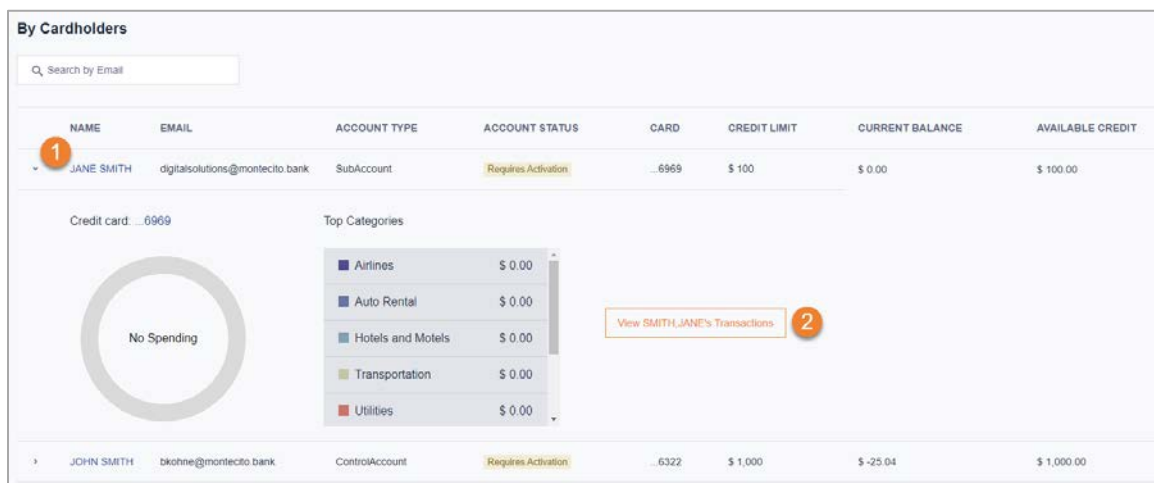 By Cardholders
Search by Email
NAME EMAIL ACCOUNT TYPE ACCOUNT STATUS CARD CREDIT LIMIT CURRENT BALANCE AVAILABLE CREDIT
1
JANE SMITH digitalsolutions@montecito.bank SubAccount Requires Activation ...6969 $ 100 $ 0.00 $ 100.00
Credit card: ...6969 Top Categories
Airlines $ 0.00
Auto Rental $ 0.00
View SMITH,JANE's Transactions 2
No Spending Hotels and Motels $ 0.00
Transportation $ 0.00
Utilities $ 0.00
JOHN SMITH bkohne@montecito.bank ControlAccount Requires Activation ...6322 $ 1,000 $ -25.04 $ 1,000.00